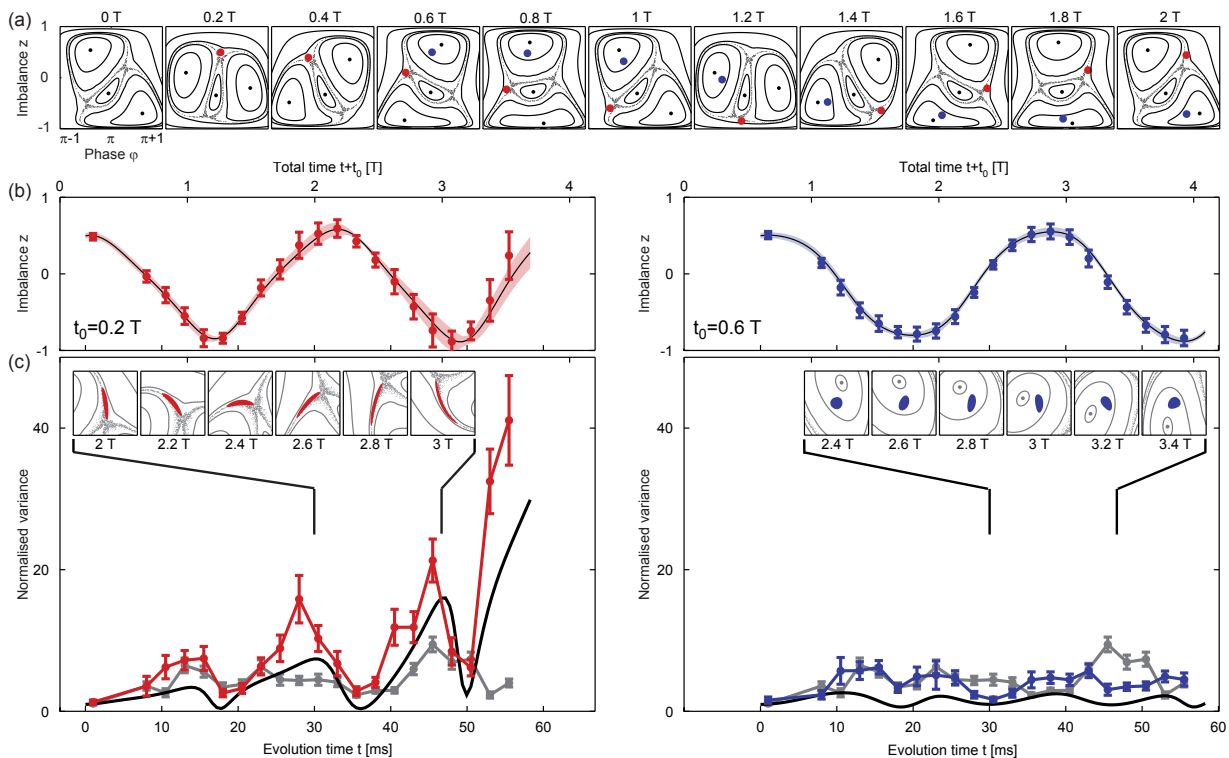 (a)
0 T 0.2 T 0.4 T 0.6 T 0.8 T 1 T 1.2 T 1.4 T 1.6 T 1.8 T 2 T
Imbalance z
1
0
-1
π-1 π π+1
Phase φ
Total time t+t₀ [T]
0 1 2 3 4
Total time t+t₀ [T]
0 1 2 3 4
(b)
Imbalance z
1
0
-1
t₀=0.2 T
Imbalance z
1
0
-1
t₀=0.6 T
(c)
2 T 2.2 T 2.4 T 2.6 T 2.8 T 3 T
2.4 T 2.6 T 2.8 T 3 T 3.2 T 3.4 T
Normalised variance
40
20
0
0 10 20 30 40 50 60
Evolution time t [ms]
Normalised variance
40
20
0
0 10 20 30 40 50 60
Evolution time t [ms]